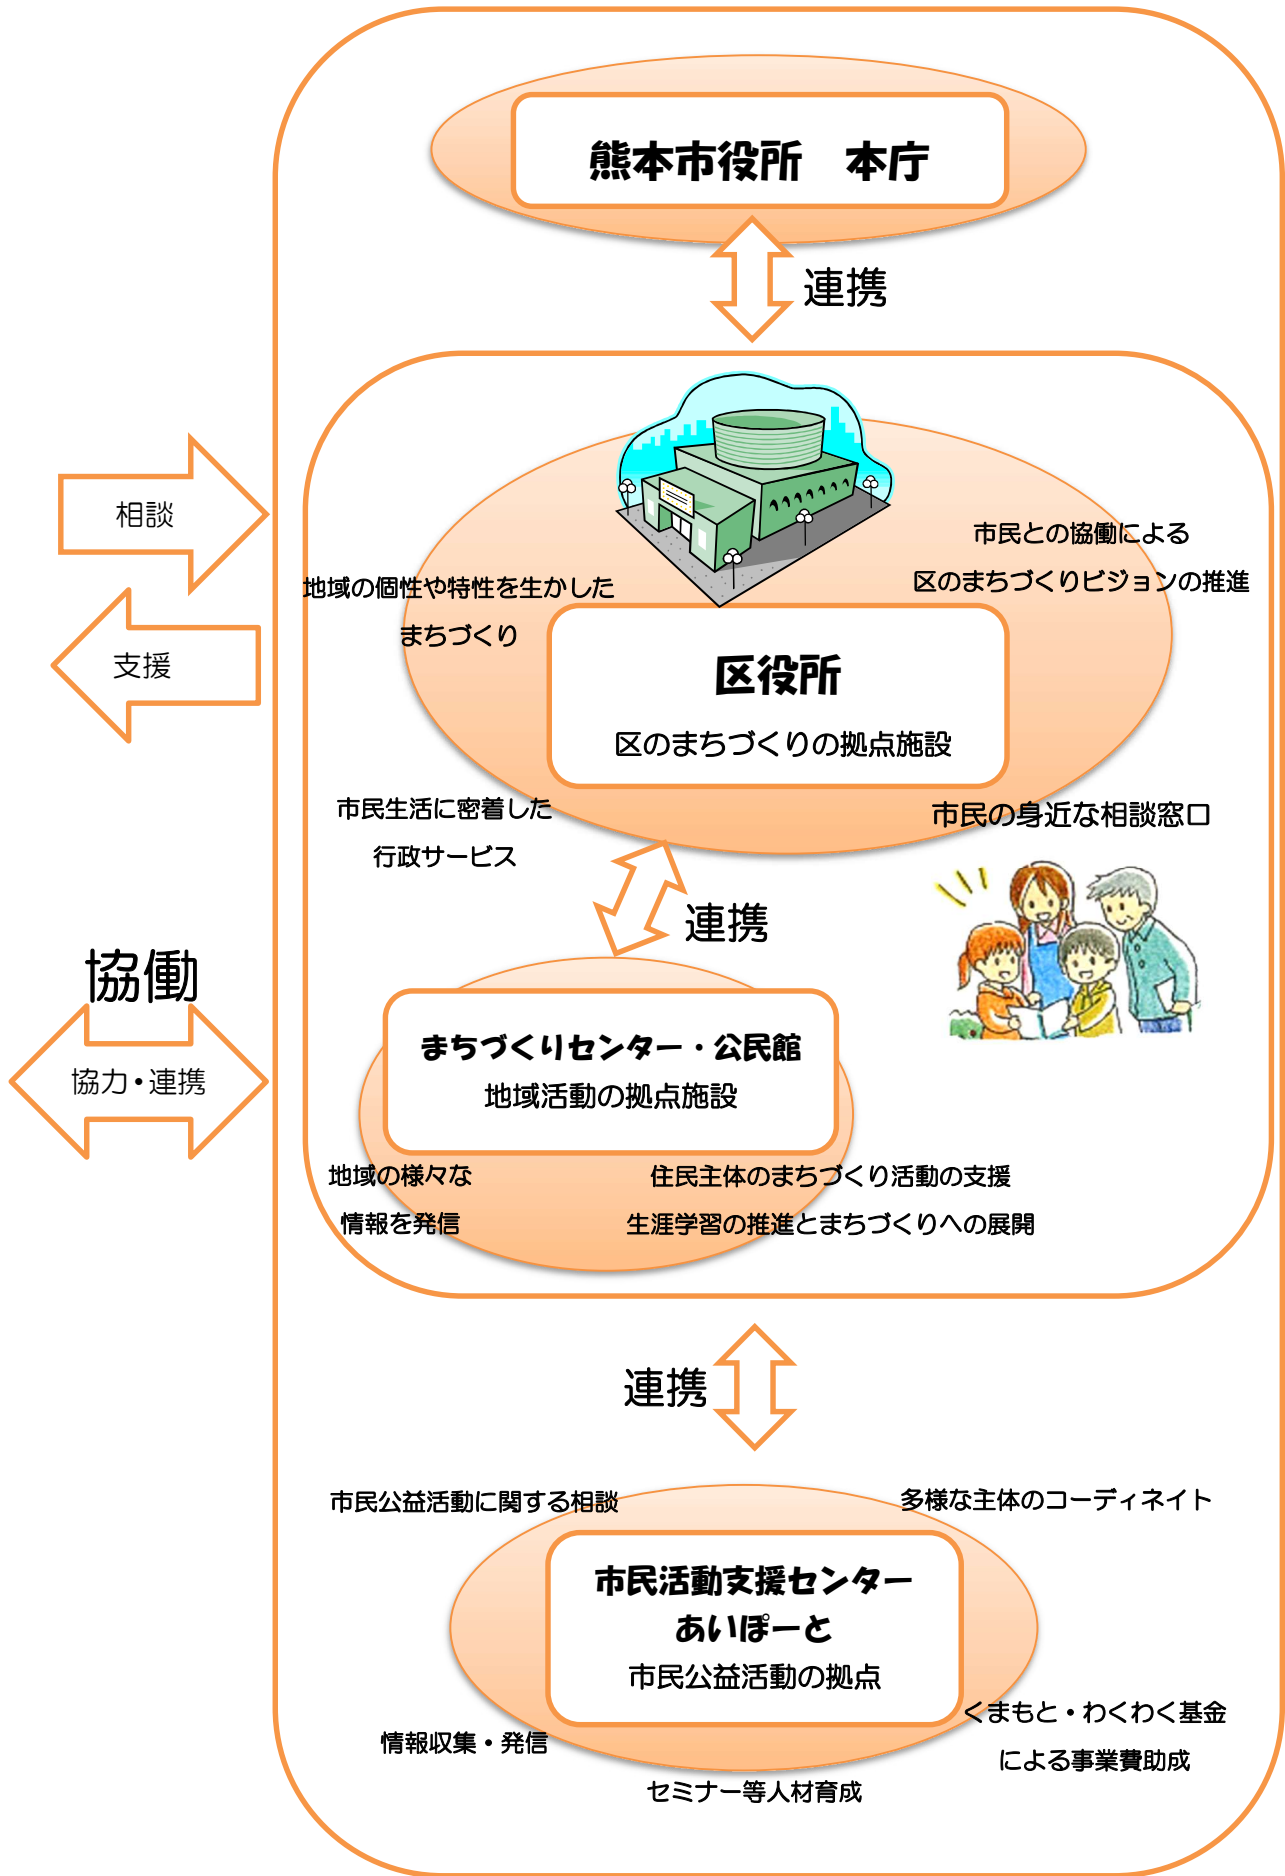 熊本市役所　本庁
連携
相談
支援
地域の個性や特性を生かした
まちづくり
市民との協働による
区のまちづくりビジョンの推進
区役所
区のまちづくりの拠点施設
市民生活に密着した
行政サービス
市民の身近な相談窓口
連携
協働
協力・連携
まちづくりセンター・公民館
地域活動の拠点施設
地域の様々な
情報を発信
住民主体のまちづくり活動の支援
生涯学習の推進とまちづくりへの展開
連携
市民公益活動に関する相談
多様な主体のコーディネイト
市民活動支援センター
あいぽーと
市民公益活動の拠点
情報収集・発信
くまもと・わくわく基金
による事業費助成
セミナー等人材育成